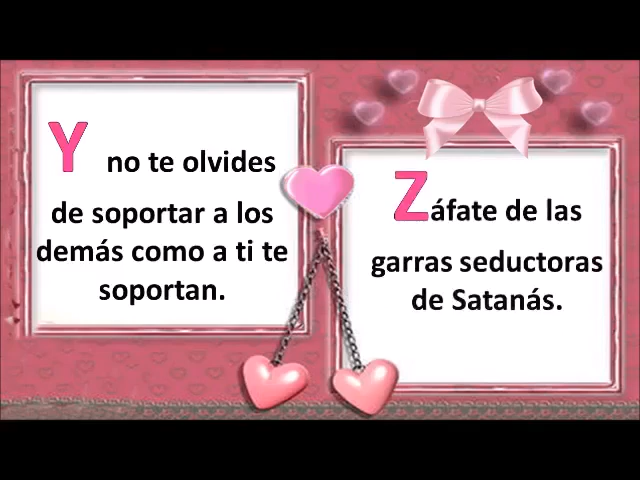 Y no te olvides
de soportar a los
demás como a ti te
soportan.
Záfate de las
garras seductoras
de Satanás.